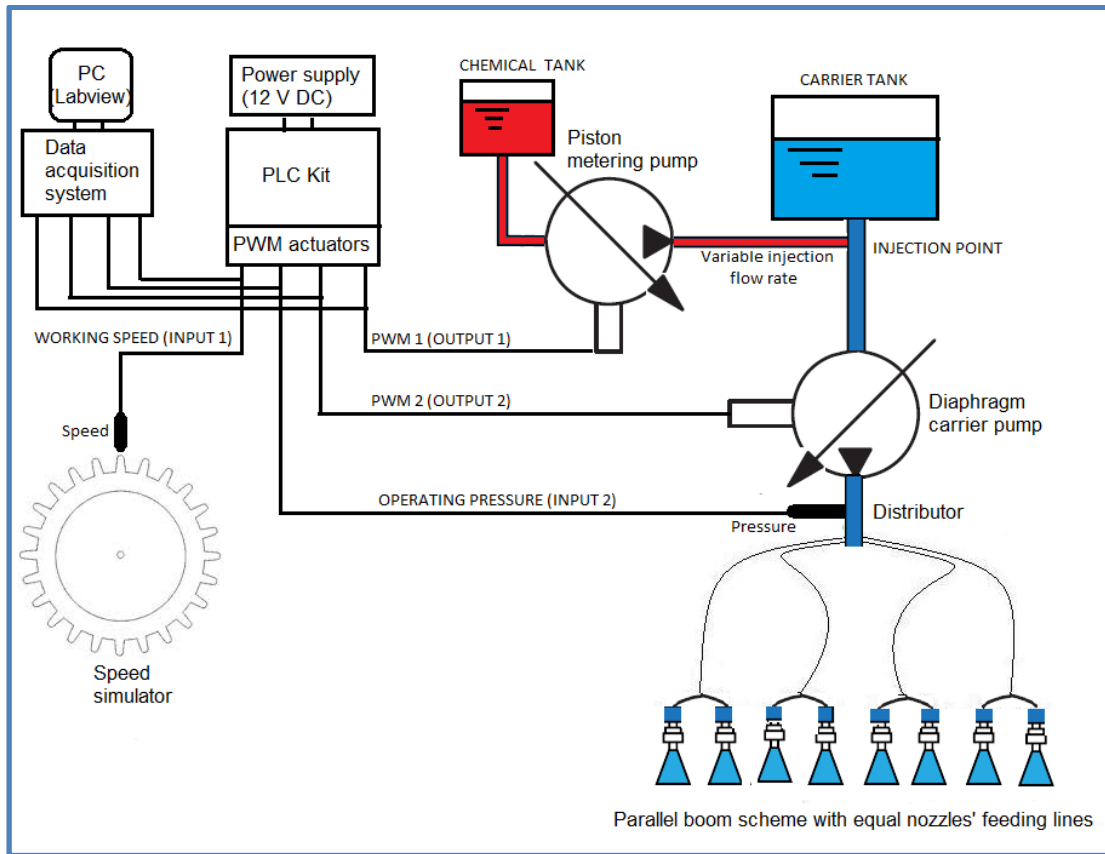 PC
(Labview)
Data
acquisition
system
Power supply
(12 V DC)
PLC Kit
PWM actuators
CHEMICAL TANK
Piston
metering pump
CARRIER TANK
Variable injection
flow rate
INJECTION POINT
WORKING SPEED (INPUT 1)
PWM 1 (OUTPUT 1)
PWM 2 (OUTPUT 2)
Diaphragm
carrier pump
Speed
OPERATING PRESSURE (INPUT 2)
Pressure
Distributor
Speed
simulator
Parallel boom scheme with equal nozzles' feeding lines